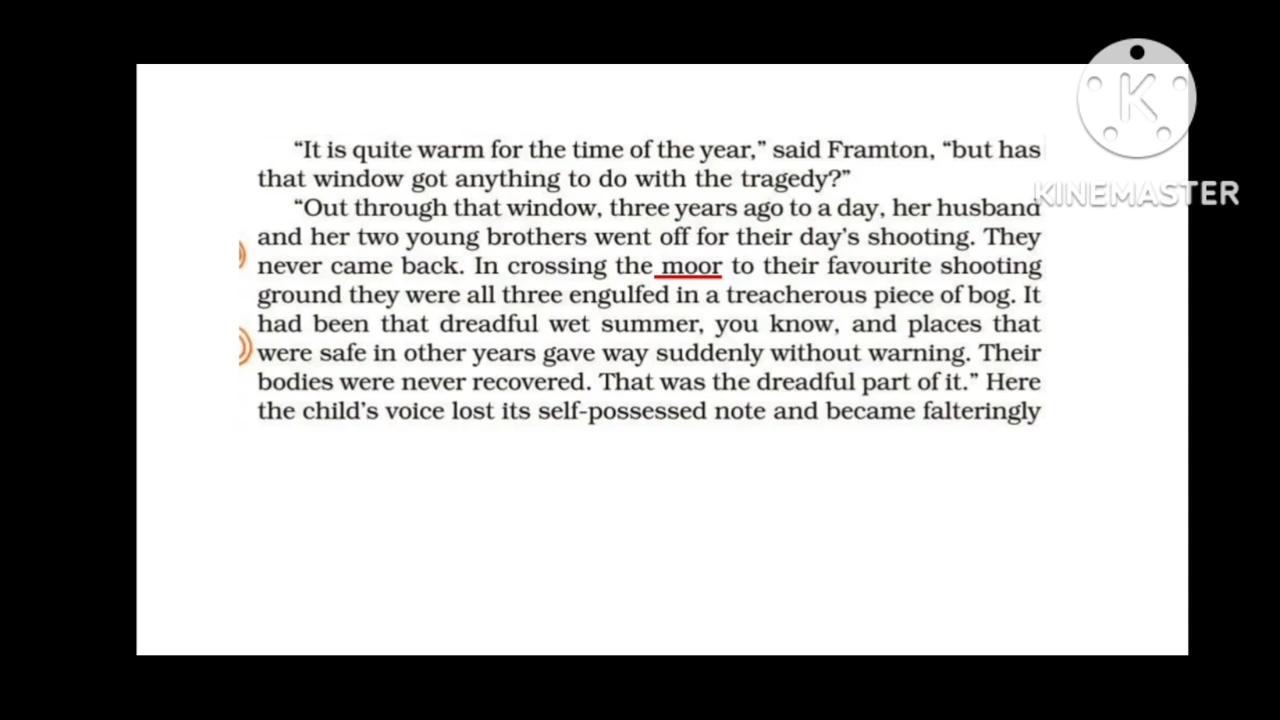 K
KINEMASTER
“It is quite warm for the time of the year,” said Framton, “but has
that window got anything to do with the tragedy?”
“Out through that window, three years ago to a day, her husband
and her two young brothers went off for their day’s shooting. They
never came back. In crossing the moor to their favourite shooting
ground they were all three engulfed in a treacherous piece of bog. It
had been that dreadful wet summer, you know, and places that
were safe in other years gave way suddenly without warning. Their
bodies were never recovered. That was the dreadful part of it.” Here
the child’s voice lost its self-possessed note and became falteringly